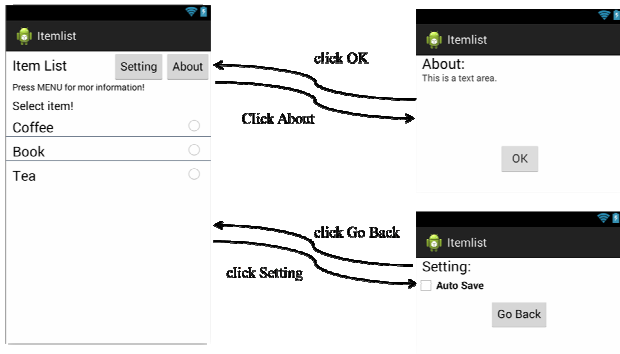 Itemlist
Item List
Setting
About
Press MENU for mor information!
Select item!
Coffee
Book
Tea
click OK
Click About
click Go Back
click Setting
Itemlist
About:
This is a text area.
OK
Itemlist
Setting:
Auto Save
Go Back